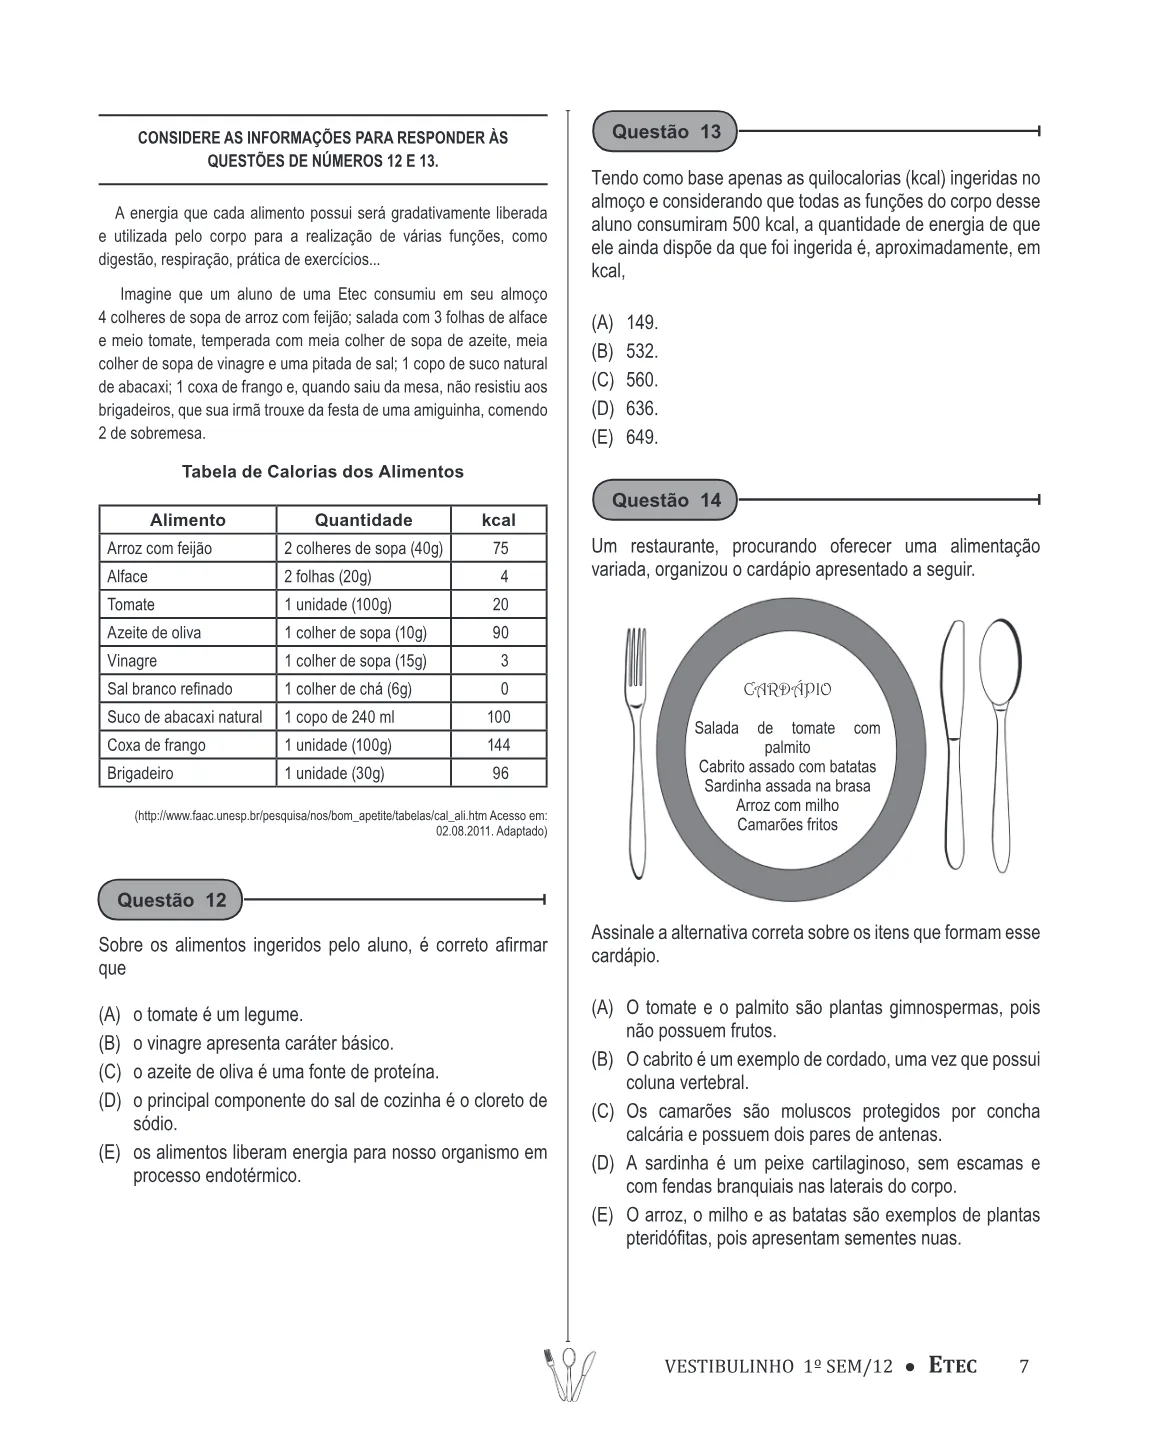 CONSIDERE AS INFORMAÇÕES PARA RESPONDER ÀS
QUESTÕES DE NÚMEROS 12 E 13.
A energia que cada alimento possui será gradativamente liberada
e utilizada pelo corpo para a realização de várias funções, como
digestão, respiração, prática de exercícios...
Imagine que um aluno de uma Etec consumiu em seu almoço
4 colheres de sopa de arroz com feijão; salada com 3 folhas de alface
e meio tomate, temperada com meia colher de sopa de azeite, meia
colher de sopa de vinagre e uma pitada de sal; 1 copo de suco natural
de abacaxi; 1 coxa de frango e, quando saiu da mesa, não resistiu aos
brigadeiros, que sua irmã trouxe da festa de uma amiguinha, comendo
2 de sobremesa.
Tabela de Calorias dos Alimentos
Alimento Quantidade kcal
Arroz com feijão 2 colheres de sopa (40g) 75
Alface 2 folhas (20g) 4
Tomate 1 unidade (100g) 20
Azeite de oliva 1 colher de sopa (10g) 90
Vinagre 1 colher de sopa (15g) 3
Sal branco refinado 1 colher de chá (6g) 0
Suco de abacaxi natural 1 copo de 240 ml 100
Coxa de frango 1 unidade (100g) 144
Brigadeiro 1 unidade (30g) 96
(http://www.faac.unesp.br/pesquisa/nos/bom_apetite/tabelas/cal_ali.htm Acesso em:
02.08.2011. Adaptado)
Questão 12
Sobre os alimentos ingeridos pelo aluno, é correto afirmar
que
(A) o tomate é um legume.
(B) o vinagre apresenta caráter básico.
(C) o azeite de oliva é uma fonte de proteína.
(D) o principal componente do sal de cozinha é o cloreto de
sódio.
(E) os alimentos liberam energia para nosso organismo em
processo endotérmico.
Questão 13
Tendo como base apenas as quilocalorias (kcal) ingeridas no
almoço e considerando que todas as funções do corpo desse
aluno consumiram 500 kcal, a quantidade de energia de que
ele ainda dispõe da que foi ingerida é, aproximadamente, em
kcal,
(A) 149.
(B) 532.
(C) 560.
(D) 636.
(E) 649.
Questão 14
Um restaurante, procurando oferecer uma alimentação
variada, organizou o cardápio apresentado a seguir.
CARDÁPIO
Salada de tomate com
palmito
Cabrito assado com batatas
Sardinha assada na brasa
Arroz com milho
Camarões fritos
Assinale a alternativa correta sobre os itens que formam esse
cardápio.
(A) O tomate e o palmito são plantas gimnospermas, pois
não possuem frutos.
(B) O cabrito é um exemplo de cordado, uma vez que possui
coluna vertebral.
(C) Os camarões são moluscos protegidos por concha
calcária e possuem dois pares de antenas.
(D) A sardinha é um peixe cartilaginoso, sem escamas e
com fendas branquiais nas laterais do corpo.
(E) O arroz, o milho e as batatas são exemplos de plantas
pteridófitas, pois apresentam sementes nuas.
VESTIBULINHO 1º SEM/12 ● ETEC 7